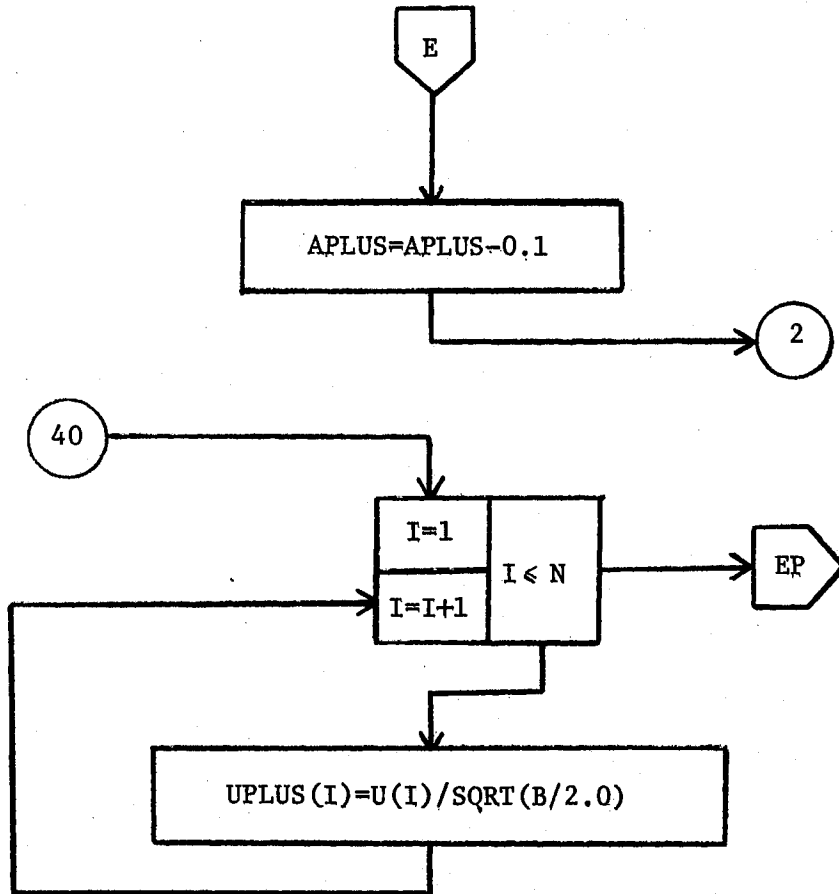 E
APLUS=APLUS-0.1
2
40
I=1
I≤N
EP
I=I+1
UPLUS(I)=U(I)/SQRT(B/2.0)